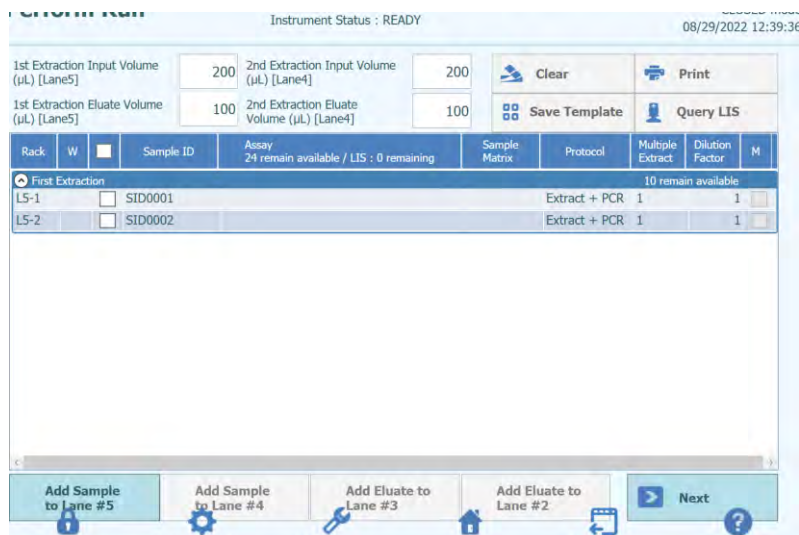 Perform Run
Instrument Status : READY
08/29/2022 12:39:36
1st Extraction Input Volume (µL) [Lane5]
200
2nd Extraction Input Volume (µL) [Lane4]
200
Clear
Print
1st Extraction Eluate Volume (µL) [Lane5]
100
2nd Extraction Eluate Volume (µL) [Lane4]
100
Save Template
Query LIS
Rack W Sample ID Assay 24 remain available / LIS : 0 remaining Sample Matrix Protocol Multiple Extract Dilution Factor M
First Extraction 10 remain available
L5-1 SID0001 Extract + PCR 1 1
L5-2 SID0002 Extract + PCR 1 1
Add Sample to Lane #5
Add Sample to Lane #4
Add Eluate to Lane #3
Add Eluate to Lane #2
Next
?